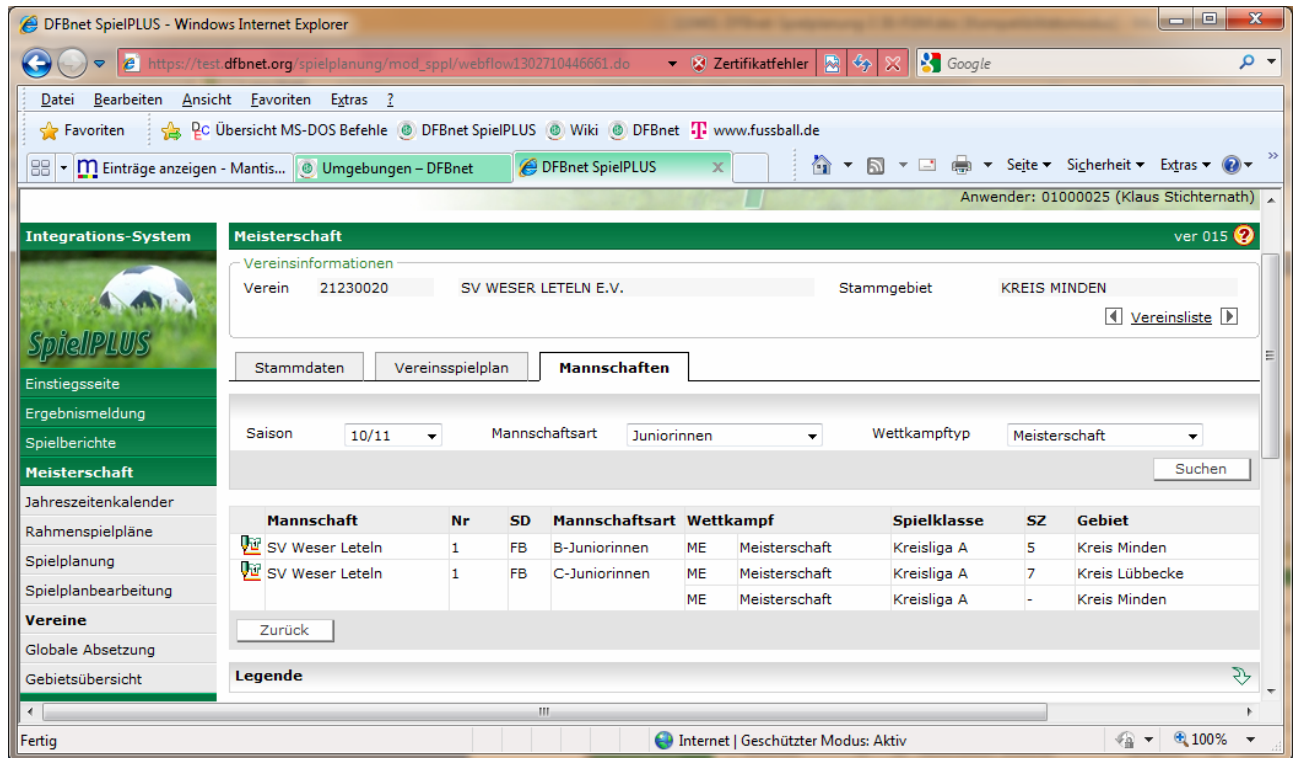 DFBnet SpielPLUS - Windows Internet Explorer
https://test.dfbnet.org/spielplanung/mod_sppl/webflow1302710446661.do Zertifikatfehler Google
Datei Bearbeiten Ansicht Favoriten Extras ?
Favoriten Übersicht MS-DOS Befehle DFBnet SpielPLUS Wiki DFBnet www.fussball.de
Einträge anzeigen - Mantis... Umgebungen – DFBnet DFBnet SpielPLUS x Seite Sicherheit Extras
Anwender: 01000025 (Klaus Stichternath)
Integrations-System
SpielPLUS
Einstiegsseite
Ergebnismeldung
Spielberichte
Meisterschaft
Jahreszeitenkalender
Rahmenspielpläne
Spielplanung
Spielplanbearbeitung
Vereine
Globale Absetzung
Gebietsübersicht
Meisterschaft ver 015 ?
Vereinsinformationen
Verein 21230020 SV WESER LETELN E.V. Stammgebiet KREIS MINDEN
Vereinsliste
Stammdaten Vereinsspielplan Mannschaften
Saison 10/11 Mannschaftsart Juniorinnen Wettkampftyp Meisterschaft
Suchen
Mannschaft Nr SD Mannschaftsart Wettkampf Spielklasse SZ Gebiet
SV Weser Leteln 1 FB B-Juniorinnen ME Meisterschaft Kreisliga A 5 Kreis Minden
SV Weser Leteln 1 FB C-Juniorinnen ME Meisterschaft Kreisliga A 7 Kreis Lübbecke
ME Meisterschaft Kreisliga A - Kreis Minden
Zurück
Legende
Fertig Internet | Geschützter Modus: Aktiv 100%